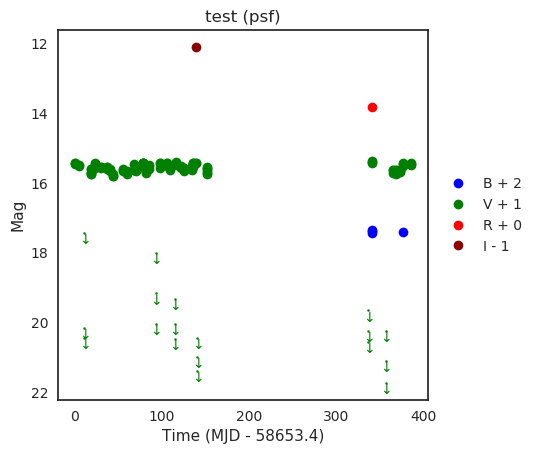 test (psf)
12
14
16
18
20
22
Mag
0
100
200
300
400
Time (MJD - 58653.4)
B + 2
V + 1
R + 0
I - 1